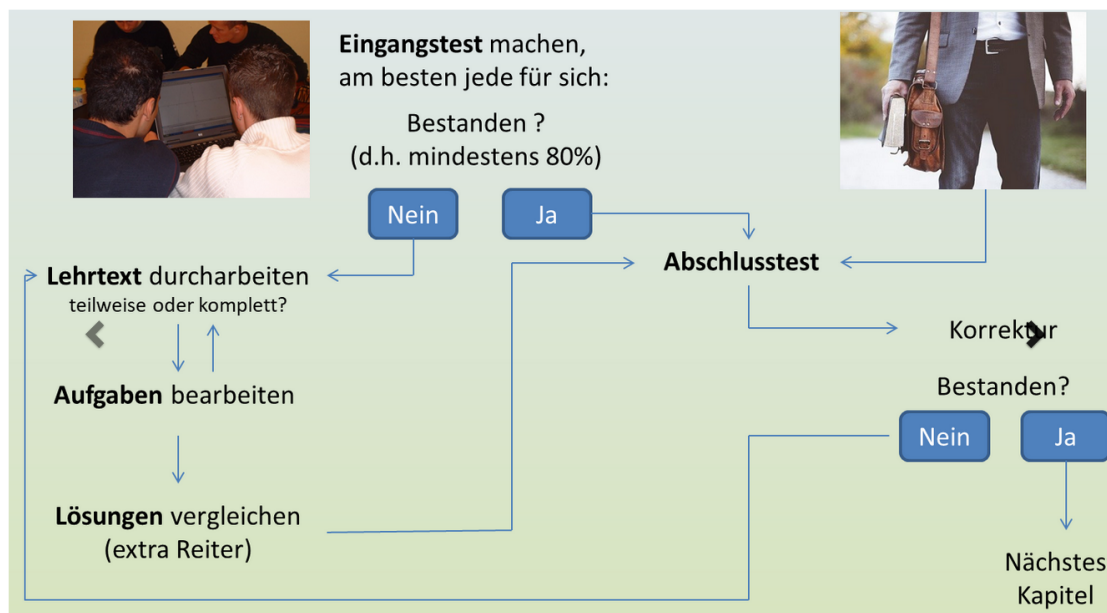 Eingangstest machen,
am besten jede für sich:
Bestanden ?
(d.h. mindestens 80%)
Nein
Ja
Lehrtext durcharbeiten
teilweise oder komplett?
Aufgaben bearbeiten
Lösungen vergleichen
(extra Reiter)
Abschlusstest
Korrektur
Bestanden?
Nein
Ja
Nächstes
Kapitel